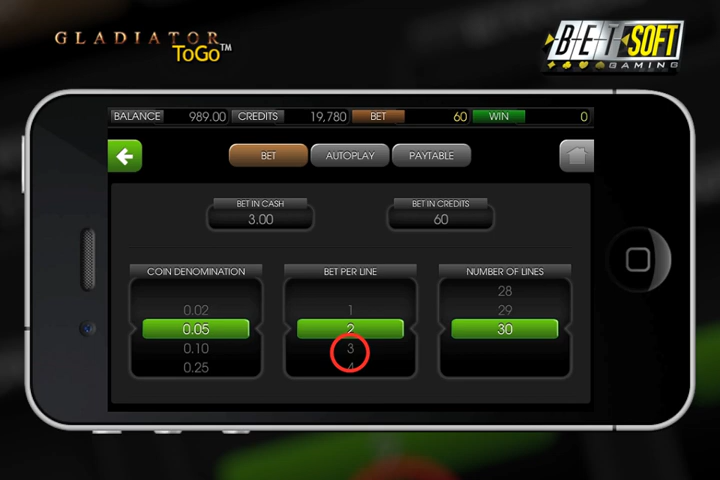 GLADIATOR
ToGo™
BETSOFT
GAMING
BALANCE 989.00 CREDITS 19,780 BET 60 WIN 0
BET AUTOPLAY PAYTABLE
BET IN CASH BET IN CREDITS
3.00 60
COIN DENOMINATION BET PER LINE NUMBER OF LINES
28
0.02 1 29
0.05 2 30
0.10 3
0.25 4